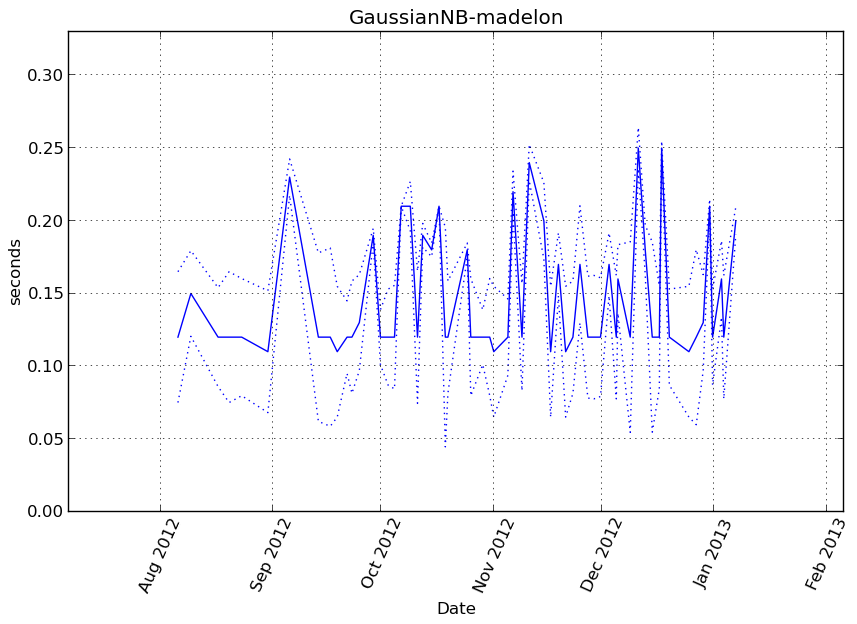 GaussianNB-madelon
0.30
0.25
0.20
0.15
0.10
0.05
0.00
seconds
Aug 2012
Sep 2012
Oct 2012
Nov 2012
Dec 2012
Jan 2013
Feb 2013
Date